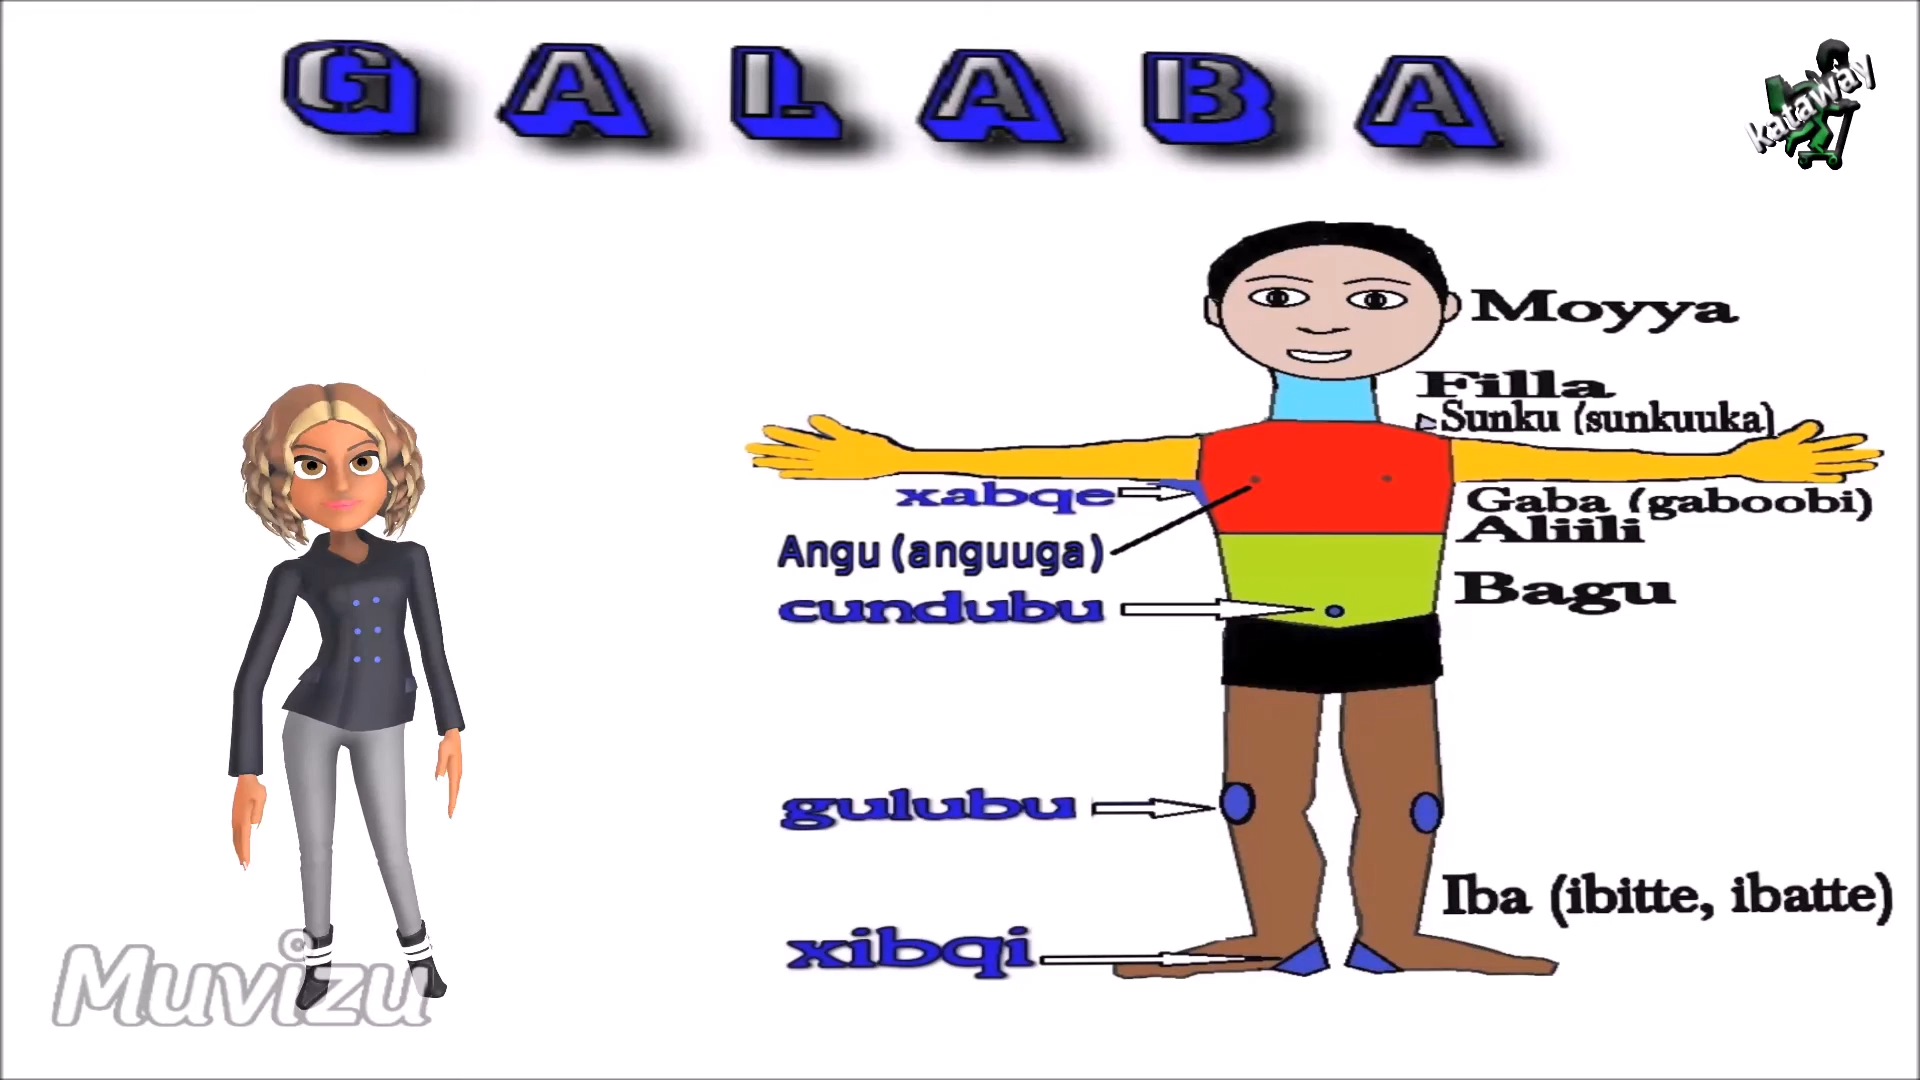 GALABA
kataway
Moyya
Filla
Sunku (sunkuuka)
xabqe
Gaba (gaboobi)
Aliili
Angu (anguuga)
Bagu
cundubu
gulubu
Iba (ibitte, ibatte)
xibqi
Muvizu